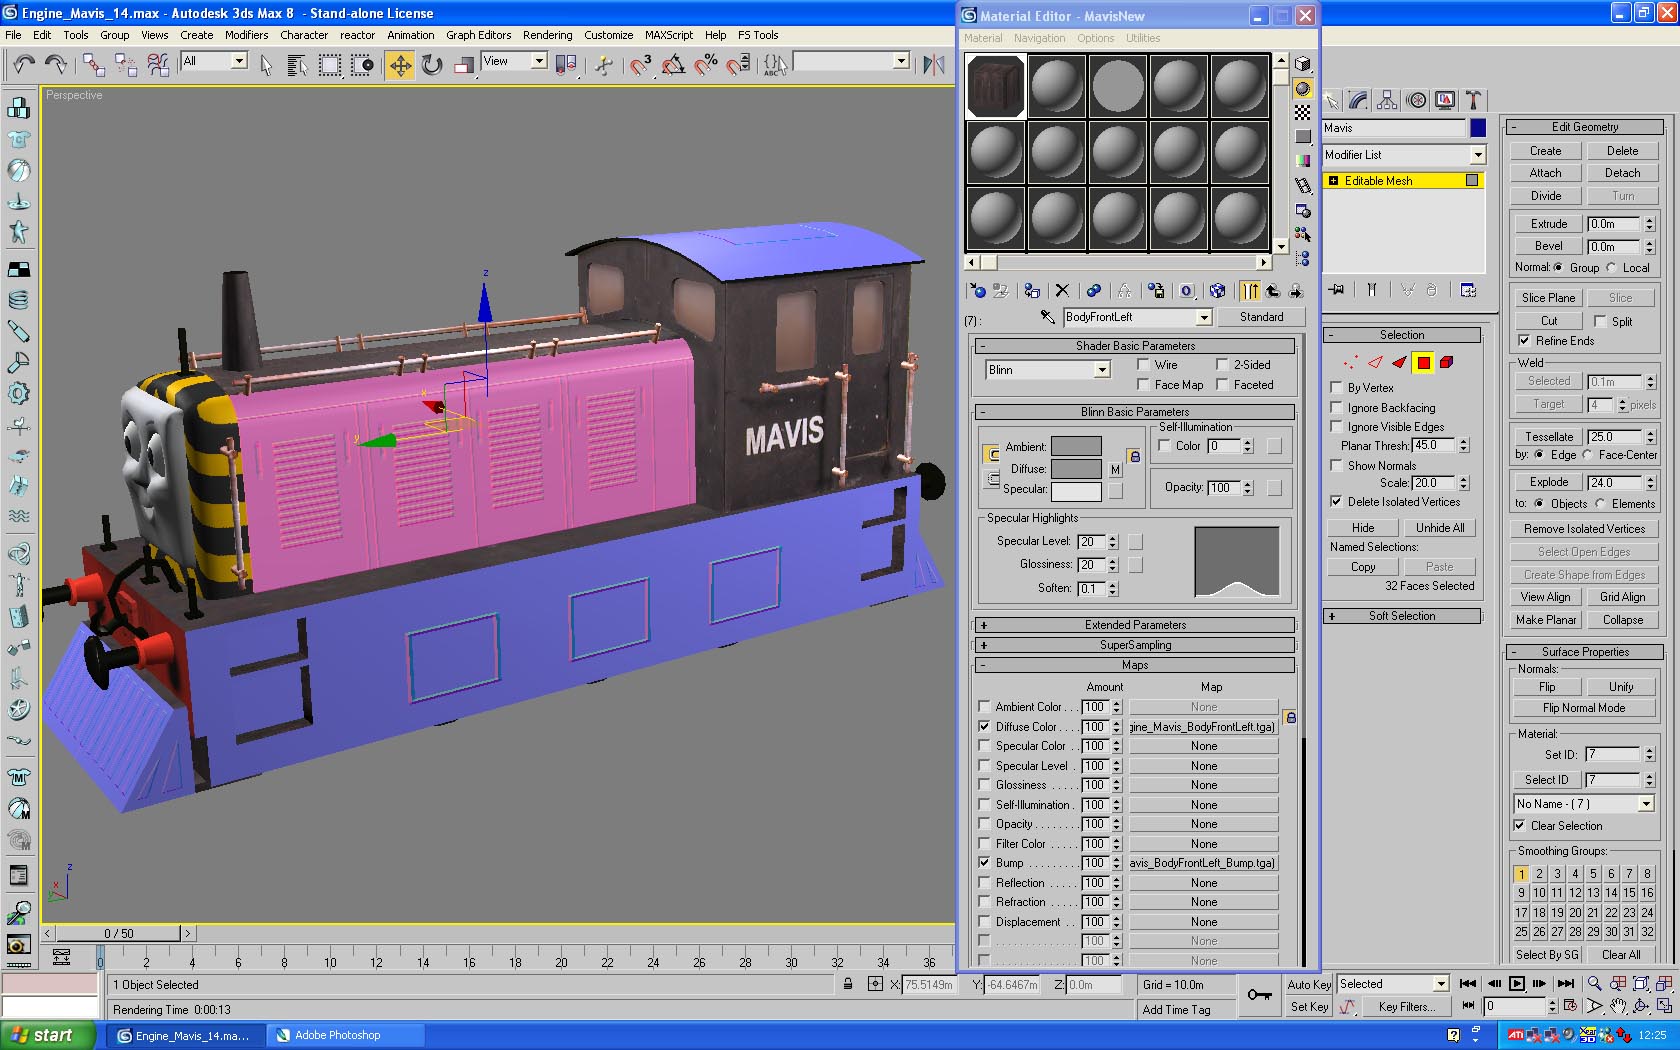 Engine_Mavis_14.max - Autodesk 3ds Max 8 - Stand-alone License
File Edit Tools Group Views Create Modifiers Character reactor Animation Graph Editors Rendering Customize MAXScript Help FS Tools
All
View
3
%
ABC
Perspective
z
x
y
MAVIS
z
x
y
Material Editor - MavisNew
Material Navigation Options Utilities
(7) :
BodyFrontLeft
Standard
- Shader Basic Parameters
Blinn
Wire
2-Sided
Face Map
Faceted
- Blinn Basic Parameters
Ambient:
Diffuse:
M
Specular:
Self-Illumination
Color 0
Opacity: 100
Specular Highlights
Specular Level: 20
Glossiness: 20
Soften: 0.1
+ Extended Parameters
+ SuperSampling
- Maps
Amount Map
Ambient Color . . . 100 None
Diffuse Color . . . . 100 gine_Mavis_BodyFrontLeft.tga)
Specular Color . . 100 None
Specular Level . 100 None
Glossiness . . . . . 100 None
Self-Illumination . 100 None
Opacity . . . . . . . . 100 None
Filter Color . . . . . 100 None
Bump . . . . . . . . . 100 avis_BodyFrontLeft_Bump.tga)
Reflection . . . . . 100 None
Refraction . . . . . 100 None
Displacement . . 100 None
100 None
100 None
Mavis
Modifier List
Editable Mesh
- Selection
By Vertex
Ignore Backfacing
Ignore Visible Edges
Planar Thresh: 45.0
Show Normals
Scale: 20.0
Delete Isolated Vertices
Hide Unhide All
Named Selections:
Copy Paste
32 Faces Selected
+ Soft Selection
- Edit Geometry
Create Delete
Attach Detach
Divide Turn
Extrude 0.0m
Bevel 0.0m
Normal: Group Local
Slice Plane Slice
Cut Split
Refine Ends
Weld
Selected 0.1m
Target 4 pixels
Tessellate 25.0
by: Edge Face-Center
Explode 24.0
to: Objects Elements
Remove Isolated Vertices
Select Open Edges
Create Shape from Edges
View Align Grid Align
Make Planar Collapse
- Surface Properties
Normals:
Flip Unify
Flip Normal Mode
Material:
Set ID: 7
Select ID 7
No Name - ( 7 )
Clear Selection
Smoothing Groups:
1 2 3 4 5 6 7 8
9 10 11 12 13 14 15 16
17 18 19 20 21 22 23 24
25 26 27 28 29 30 31 32
Select By SG Clear All
0 / 50
0 2 4 6 8 10 12 14 16 18 20 22 24 26 28 30 32 34 36
1 Object Selected
X: 75.5149m Y: -64.6467m Z: 0.0m
Grid = 10.0m
Auto Key Selected
Rendering Time 0:00:13
Add Time Tag
Set Key Key Filters...
0
start
Engine_Mavis_14.ma...
Adobe Photoshop
ATI
12:25